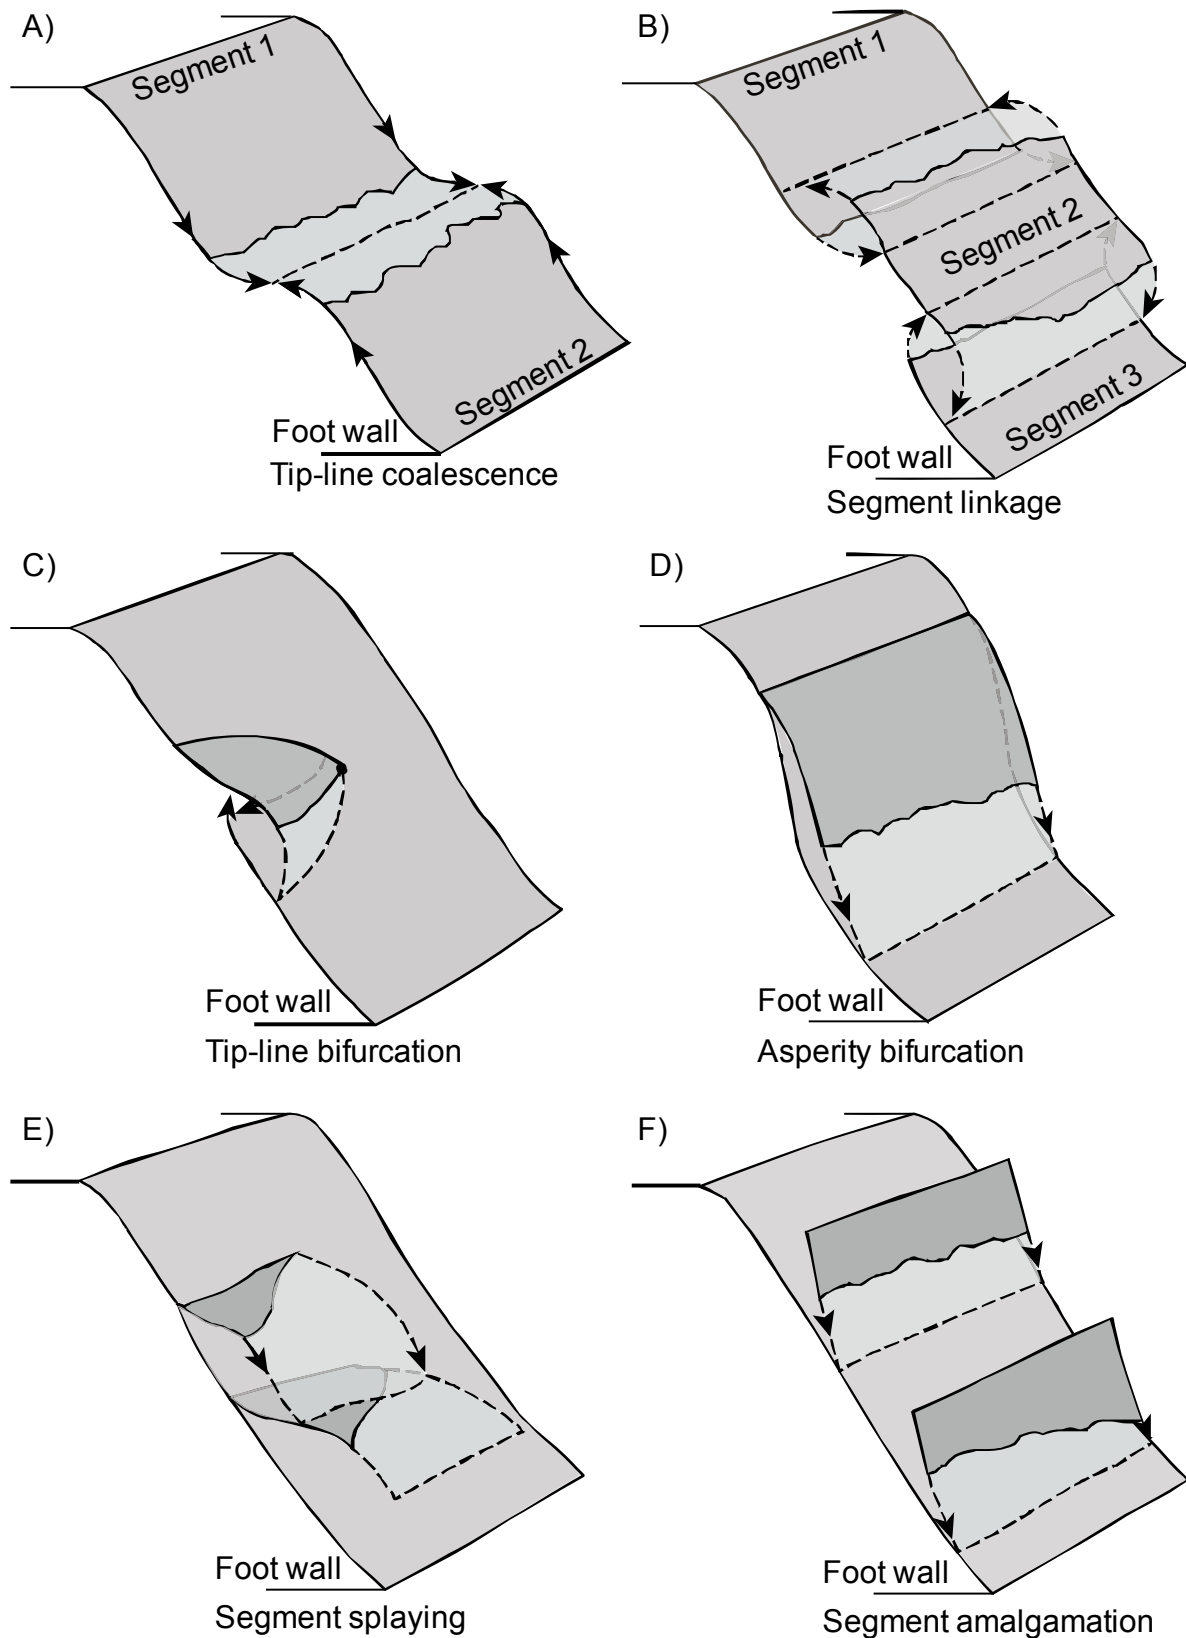 A)
Segment 1
Segment 2
Foot wall
Tip-line coalescence
B)
Segment 1
Segment 2
Segment 3
Foot wall
Segment linkage
C)
Foot wall
Tip-line bifurcation
D)
Foot wall
Asperity bifurcation
E)
Foot wall
Segment splaying
F)
Foot wall
Segment amalgamation